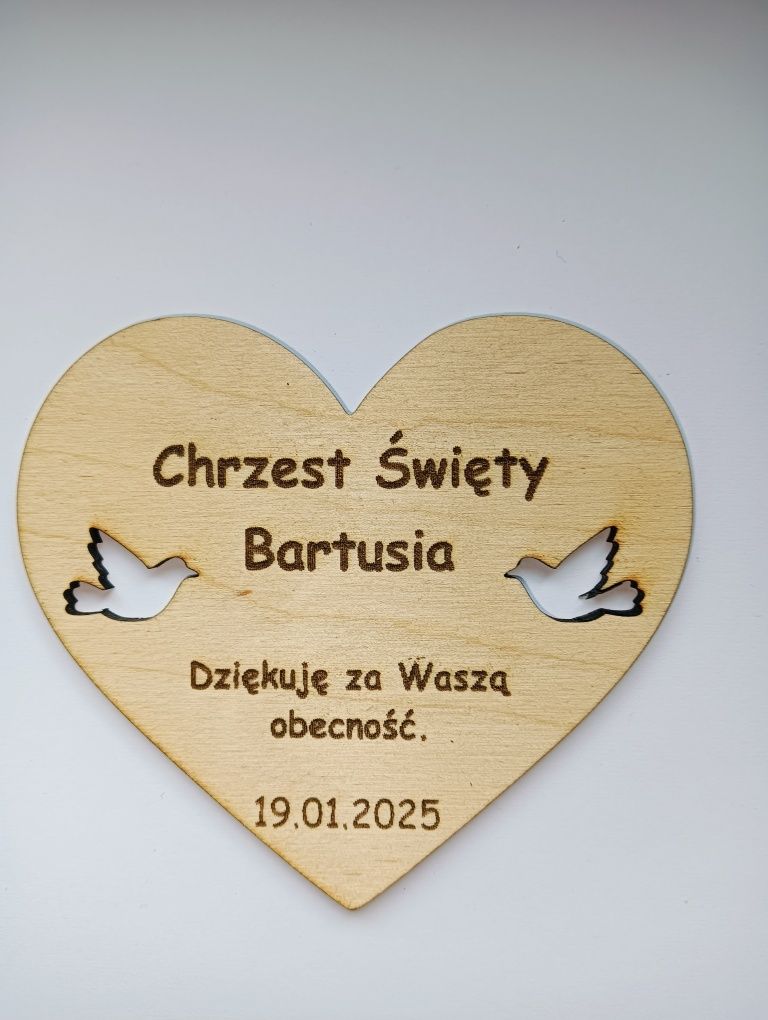 Chrzest Święty
Bartusia
Dziękuję za Waszą
obecność.
19.01.2025